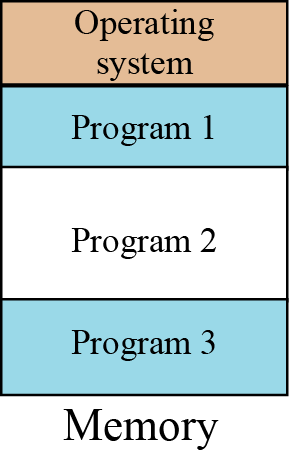 Operating
system
Program 1
Program 2
Program 3
Memory